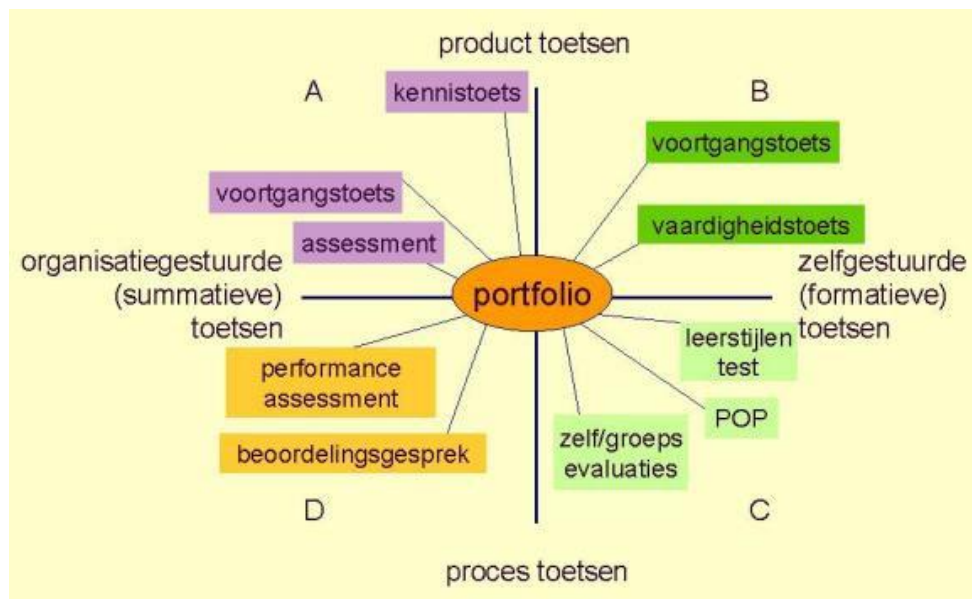 product toetsen
A
B
kennistoets
voortgangstoets
voortgangstoets
vaardigheidstoets
assessment
organisatiegestuurde
(summatieve)
toetsen
portfolio
zelfgestuurde
(formatieve)
toetsen
leerstijlen
test
performance
assessment
POP
zelf/groeps
evaluaties
beoordelingsgesprek
D
C
proces toetsen